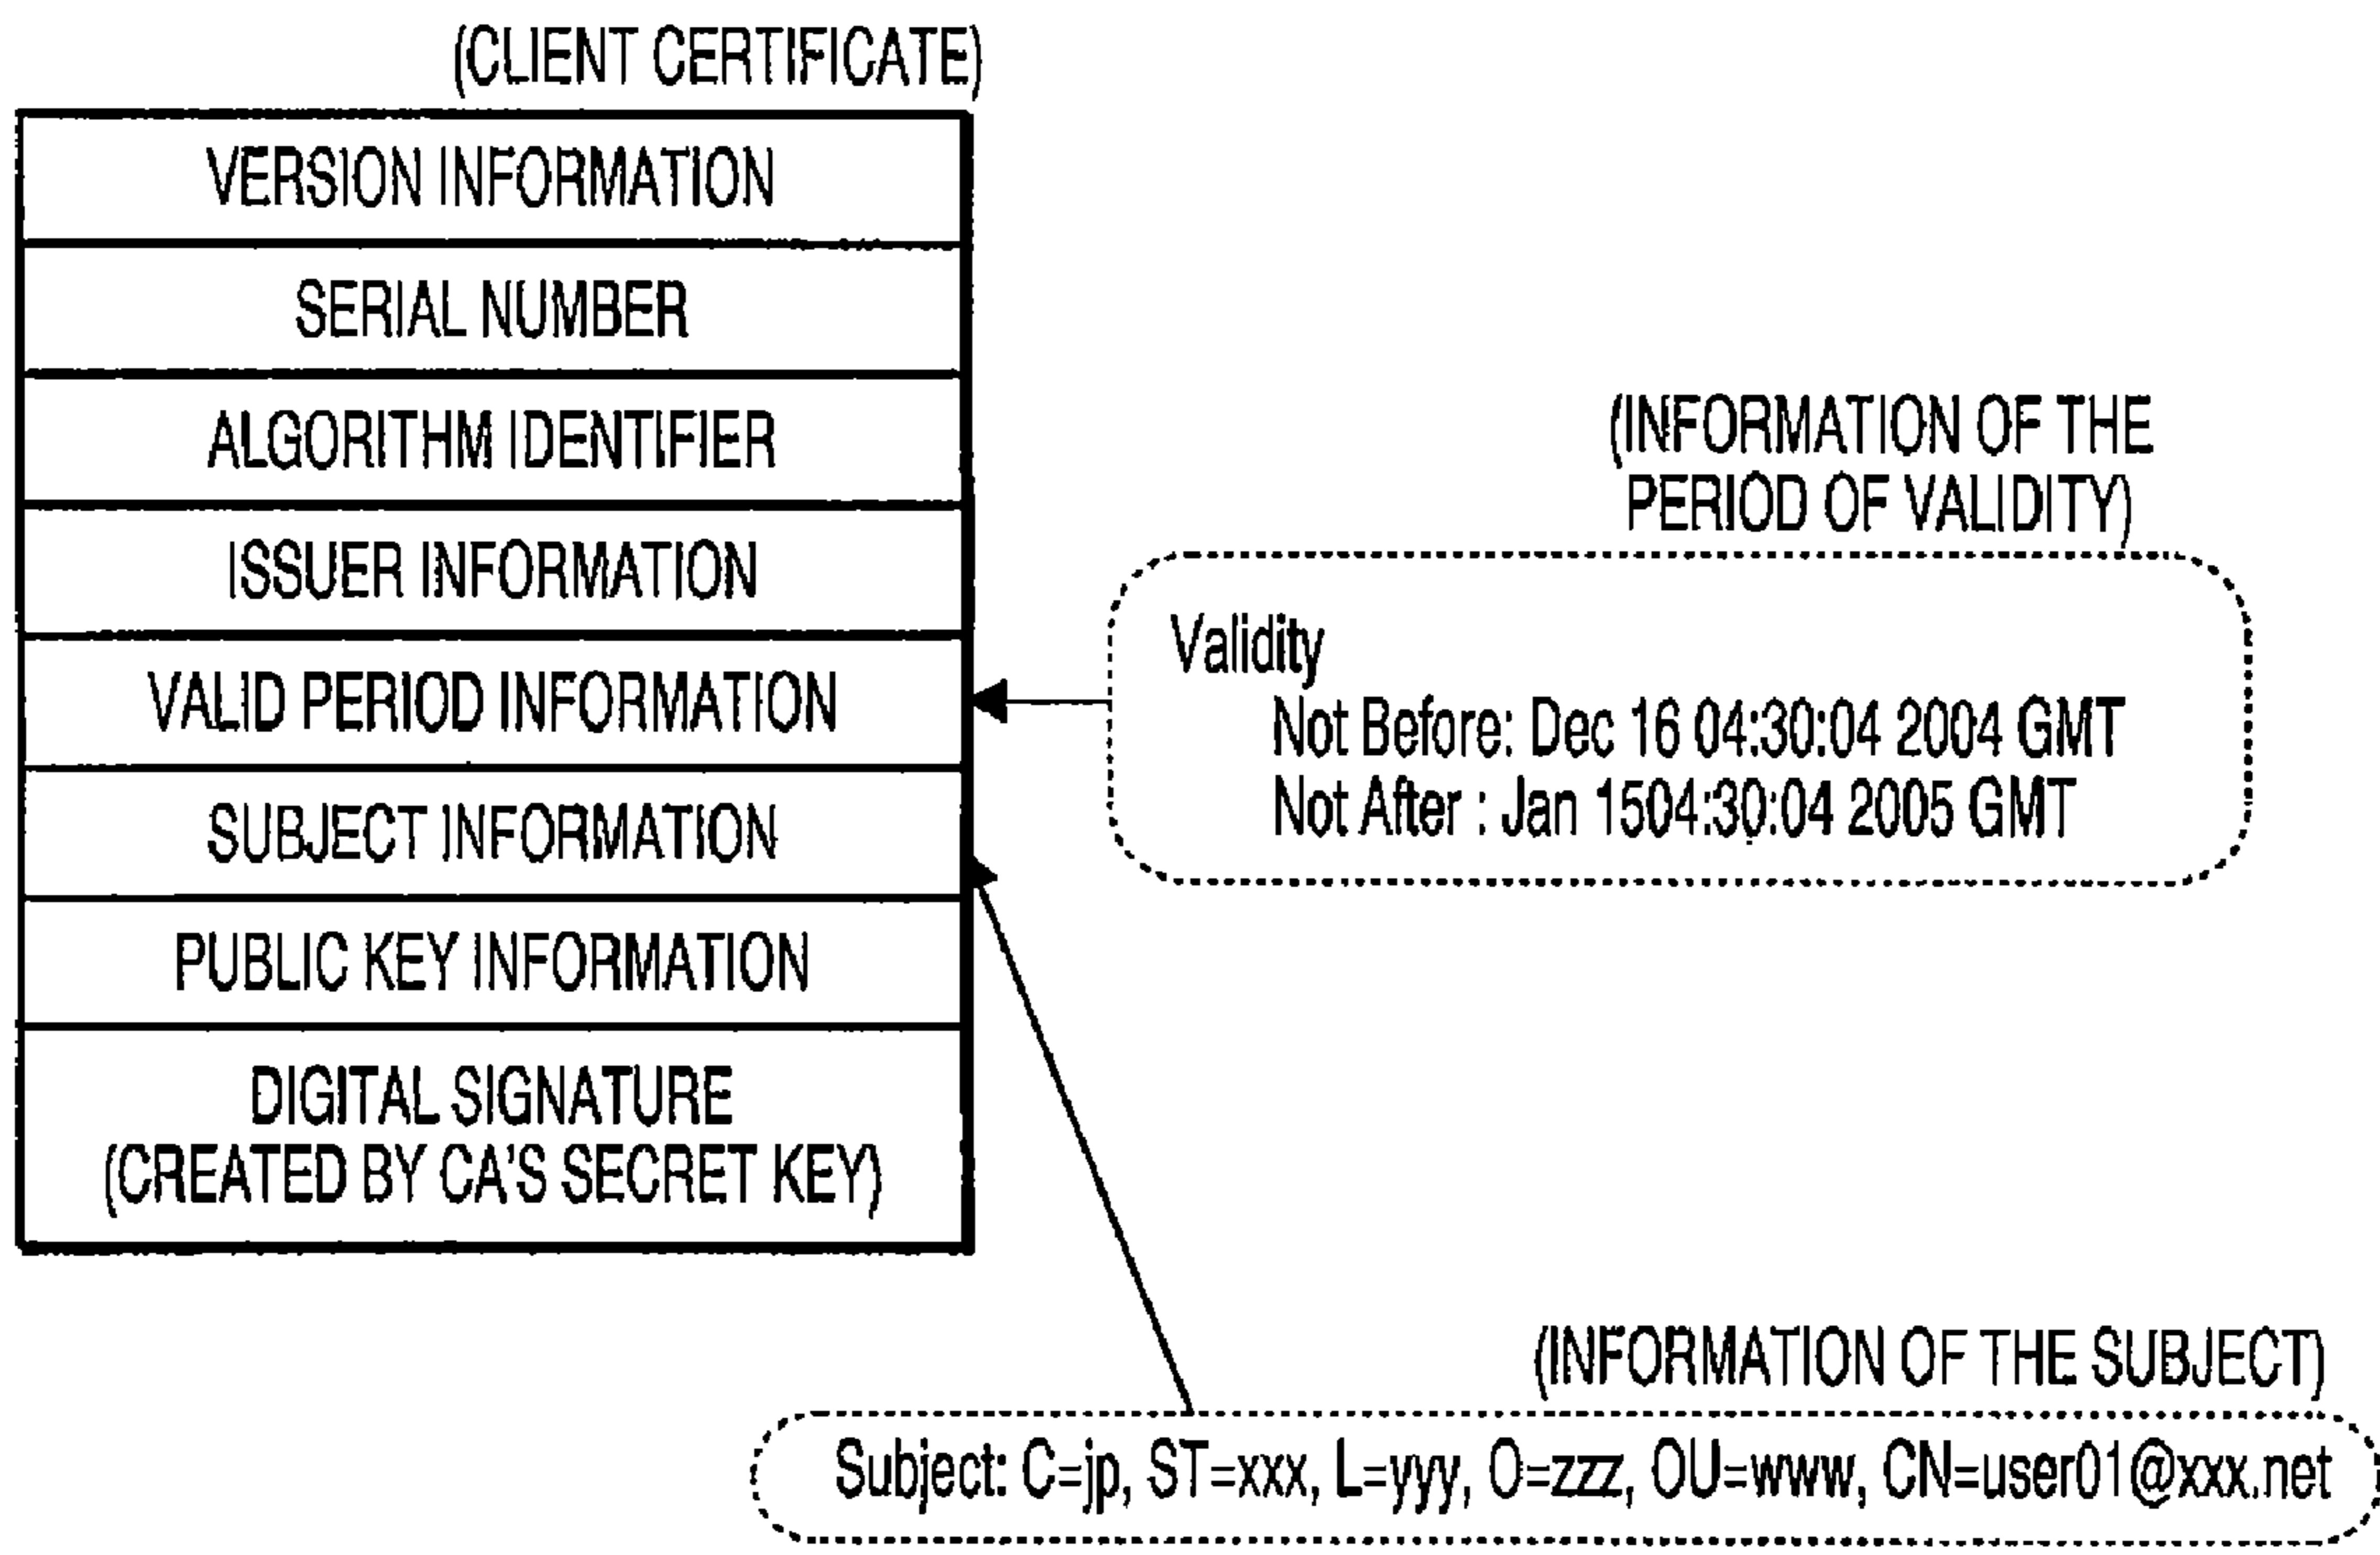 (CLIENT CERTIFICATE)
VERSION INFORMATION
SERIAL NUMBER
ALGORITHM IDENTIFIER
ISSUER INFORMATION
VALID PERIOD INFORMATION
SUBJECT INFORMATION
PUBLIC KEY INFORMATION
DIGITAL SIGNATURE
(CREATED BY CA'S SECRET KEY)
(INFORMATION OF THE
PERIOD OF VALIDITY)
Validity
Not Before: Dec 16 04:30:04 2004 GMT
Not After : Jan 1504:30:04 2005 GMT
(INFORMATION OF THE SUBJECT)
Subject: C=jp, ST=xxx, L=yyy, O=zzz, OU=www, CN=user01@xxx.net